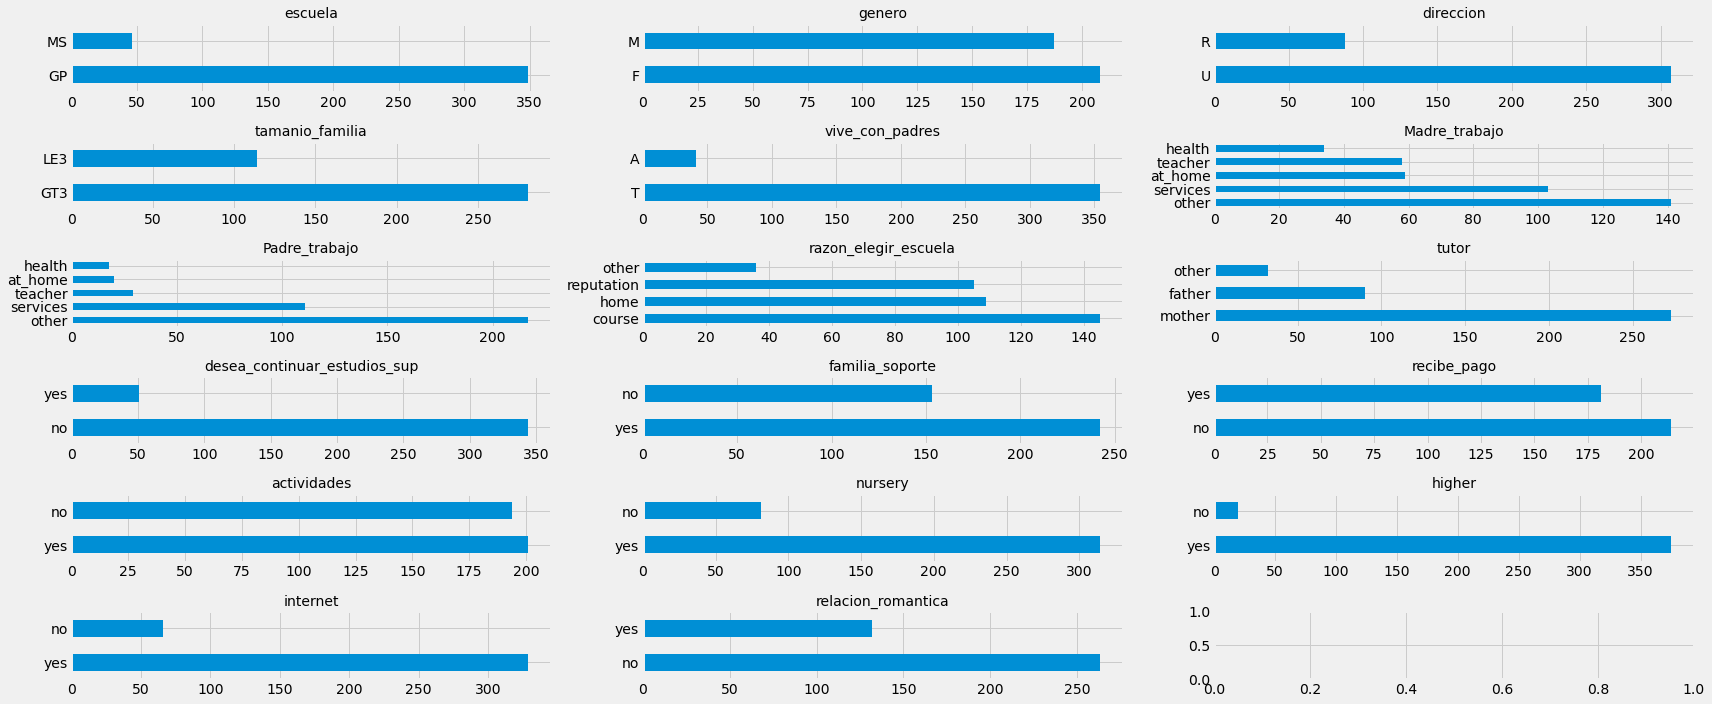 escuela
MS
GP
0 50 100 150 200 250 300 350
genero
M
F
0 25 50 75 100 125 150 175 200
direccion
R
U
0 50 100 150 200 250 300
tamanio_familia
LE3
GT3
0 50 100 150 200 250
vive_con_padres
A
T
0 50 100 150 200 250 300 350
Madre_trabajo
health
teacher
at_home
services
other
0 20 40 60 80 100 120 140
Padre_trabajo
health
at_home
teacher
services
other
0 50 100 150 200
razon_elegir_escuela
other
reputation
home
course
0 20 40 60 80 100 120 140
tutor
other
father
mother
0 50 100 150 200 250
desea_continuar_estudios_sup
yes
no
0 50 100 150 200 250 300 350
familia_soporte
no
yes
0 50 100 150 200 250
recibe_pago
yes
no
0 25 50 75 100 125 150 175 200
actividades
no
yes
0 25 50 75 100 125 150 175 200
nursery
no
yes
0 50 100 150 200 250 300
higher
no
yes
0 50 100 150 200 250 300 350
internet
no
yes
0 50 100 150 200 250 300
relacion_romantica
yes
no
0 50 100 150 200 250
1.0
0.5
0.0
0.0 0.2 0.4 0.6 0.8 1.0